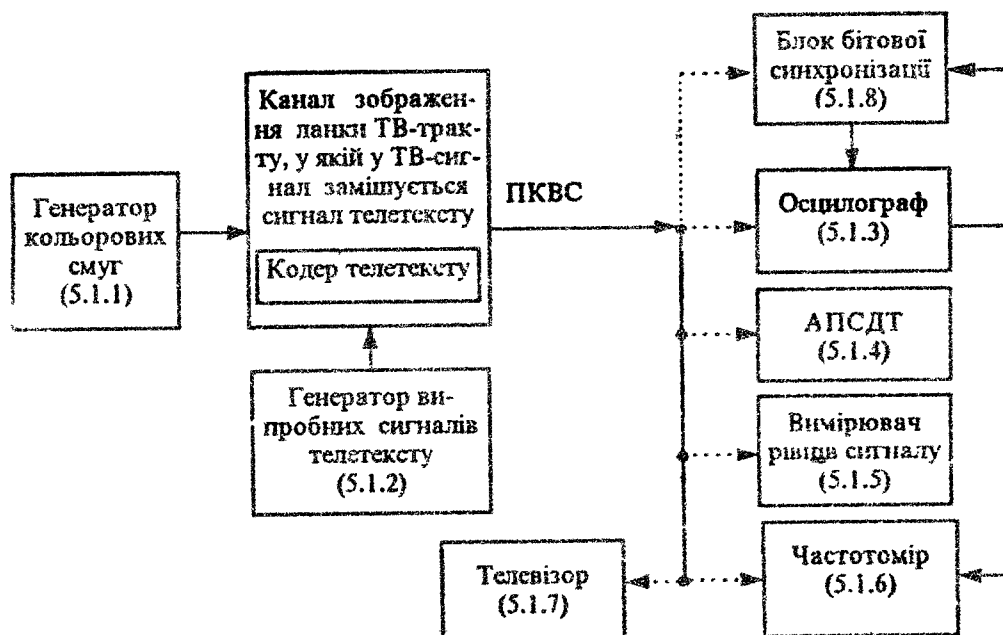 Блок бітової
синхронізації
(5.1.8)
Канал зображен-
ня ланки ТВ-трак-
ту, у якій у ТВ-сиг-
нал замішується
сигнал телетексту
Кодер телетексту
ПКВС
Генератор
кольорових
смуг
(5.1.1)
Осцилограф
(5.1.3)
АПСДТ
(5.1.4)
Генератор ви-
пробних сигналів
телетексту
(5.1.2)
Вимірювач
рівнів сигналу
(5.1.5)
Телевізор
(5.1.7)
Частотомір
(5.1.6)